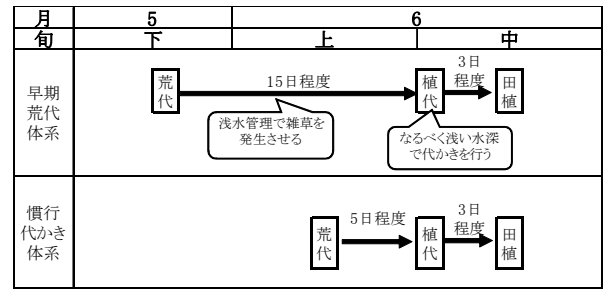 月 5 6
旬 下 上 中
早期
荒代
体系
荒代
15日程度
植代
3日
程度
田植
浅水管理で雑草を
発生させる
なるべく浅い水深
で代かきを行う
慣行
代かき
体系
荒代
5日程度
植代
3日
程度
田植